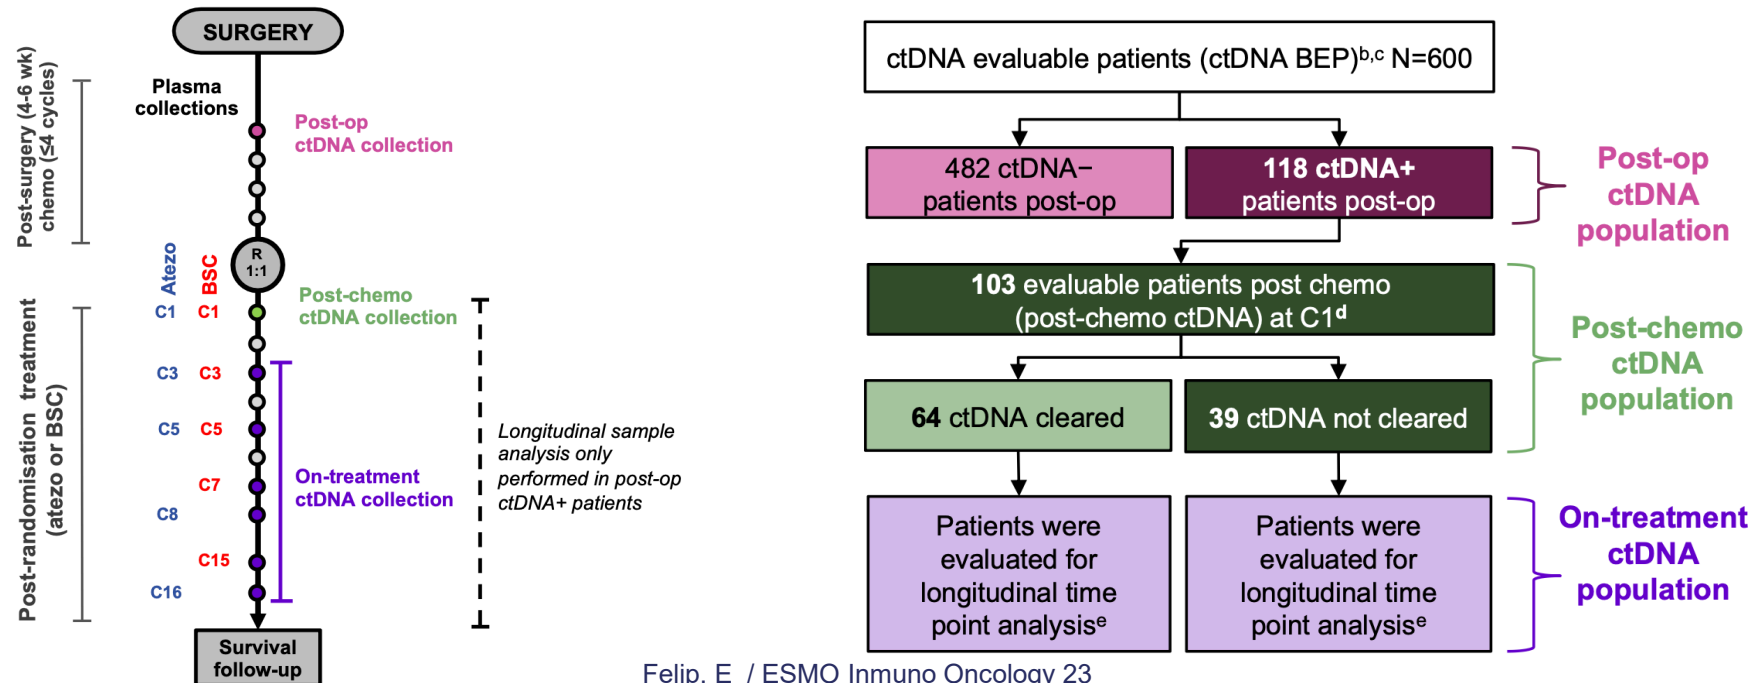 SURGERY
Post-surgery (4-6 wk)
chemo (≤4 cycles)
Plasma
collections
Post-op
ctDNA collection
R
1:1
Atezo
BSC
Post-chemo
ctDNA collection
Post-randomisation treatment
(atezo or BSC)
C1 C1
C3 C3
C5 C5
C7
C8
C15
C16
On-treatment
ctDNA collection
Longitudinal sample
analysis only
performed in post-op
ctDNA+ patients
Survival
follow-up
ctDNA evaluable patients (ctDNA BEP)b,c N=600
482 ctDNA−
patients post-op
118 ctDNA+
patients post-op
Post-op
ctDNA
population
103 evaluable patients post chemo
(post-chemo ctDNA) at C1d
64 ctDNA cleared
39 ctDNA not cleared
Post-chemo
ctDNA
population
Patients were
evaluated for
longitudinal time
point analysise
Patients were
evaluated for
longitudinal time
point analysise
On-treatment
ctDNA
population
Felip, E / ESMO Inmuno Oncology 23